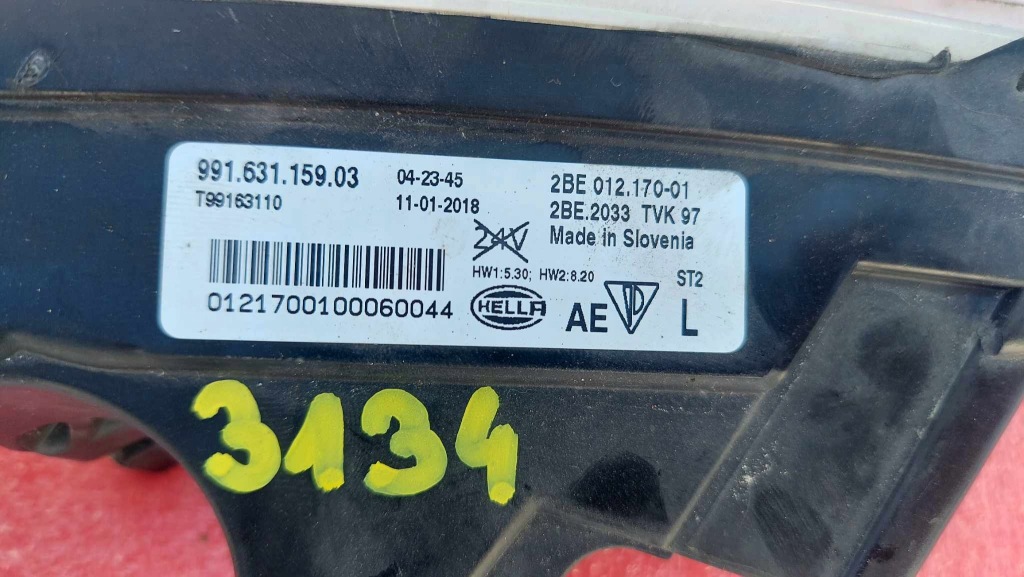 991.631.159.03 04-23-45 2BE 012.170-01
T99163110 11-01-2018 2BE.2033 TVK 97
24V Made in Slovenia
HW1:5.30; HW2:8.20 ST2
0121700100060044 HELLA AE L
3134